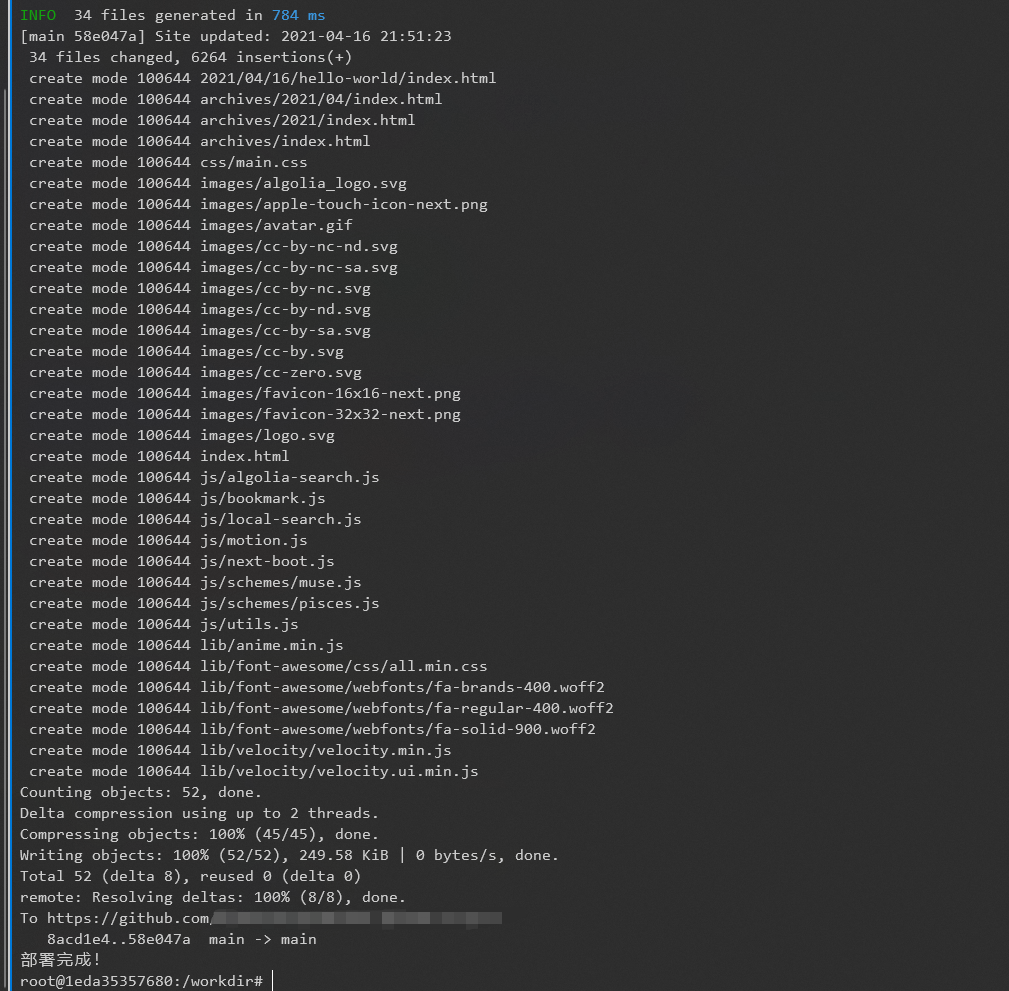 INFO  34 files generated in 784 ms
[main 58e047a] Site updated: 2021-04-16 21:51:23
 34 files changed, 6264 insertions(+)
 create mode 100644 2021/04/16/hello-world/index.html
 create mode 100644 archives/2021/04/index.html
 create mode 100644 archives/2021/index.html
 create mode 100644 archives/index.html
 create mode 100644 css/main.css
 create mode 100644 images/algolia_logo.svg
 create mode 100644 images/apple-touch-icon-next.png
 create mode 100644 images/avatar.gif
 create mode 100644 images/cc-by-nc-nd.svg
 create mode 100644 images/cc-by-nc-sa.svg
 create mode 100644 images/cc-by-nc.svg
 create mode 100644 images/cc-by-nd.svg
 create mode 100644 images/cc-by-sa.svg
 create mode 100644 images/cc-by.svg
 create mode 100644 images/cc-zero.svg
 create mode 100644 images/favicon-16x16-next.png
 create mode 100644 images/favicon-32x32-next.png
 create mode 100644 images/logo.svg
 create mode 100644 index.html
 create mode 100644 js/algolia-search.js
 create mode 100644 js/bookmark.js
 create mode 100644 js/local-search.js
 create mode 100644 js/motion.js
 create mode 100644 js/next-boot.js
 create mode 100644 js/schemes/muse.js
 create mode 100644 js/schemes/pisces.js
 create mode 100644 js/utils.js
 create mode 100644 lib/anime.min.js
 create mode 100644 lib/font-awesome/css/all.min.css
 create mode 100644 lib/font-awesome/webfonts/fa-brands-400.woff2
 create mode 100644 lib/font-awesome/webfonts/fa-regular-400.woff2
 create mode 100644 lib/font-awesome/webfonts/fa-solid-900.woff2
 create mode 100644 lib/velocity/velocity.min.js
 create mode 100644 lib/velocity/velocity.ui.min.js
Counting objects: 52, done.
Delta compression using up to 2 threads.
Compressing objects: 100% (45/45), done.
Writing objects: 100% (52/52), 249.58 KiB | 0 bytes/s, done.
Total 52 (delta 8), reused 0 (delta 0)
remote: Resolving deltas: 100% (8/8), done.
To https://github.com/
   8acd1e4..58e047a  main -> main
部署完成!
root@1eda35357680:/workdir#